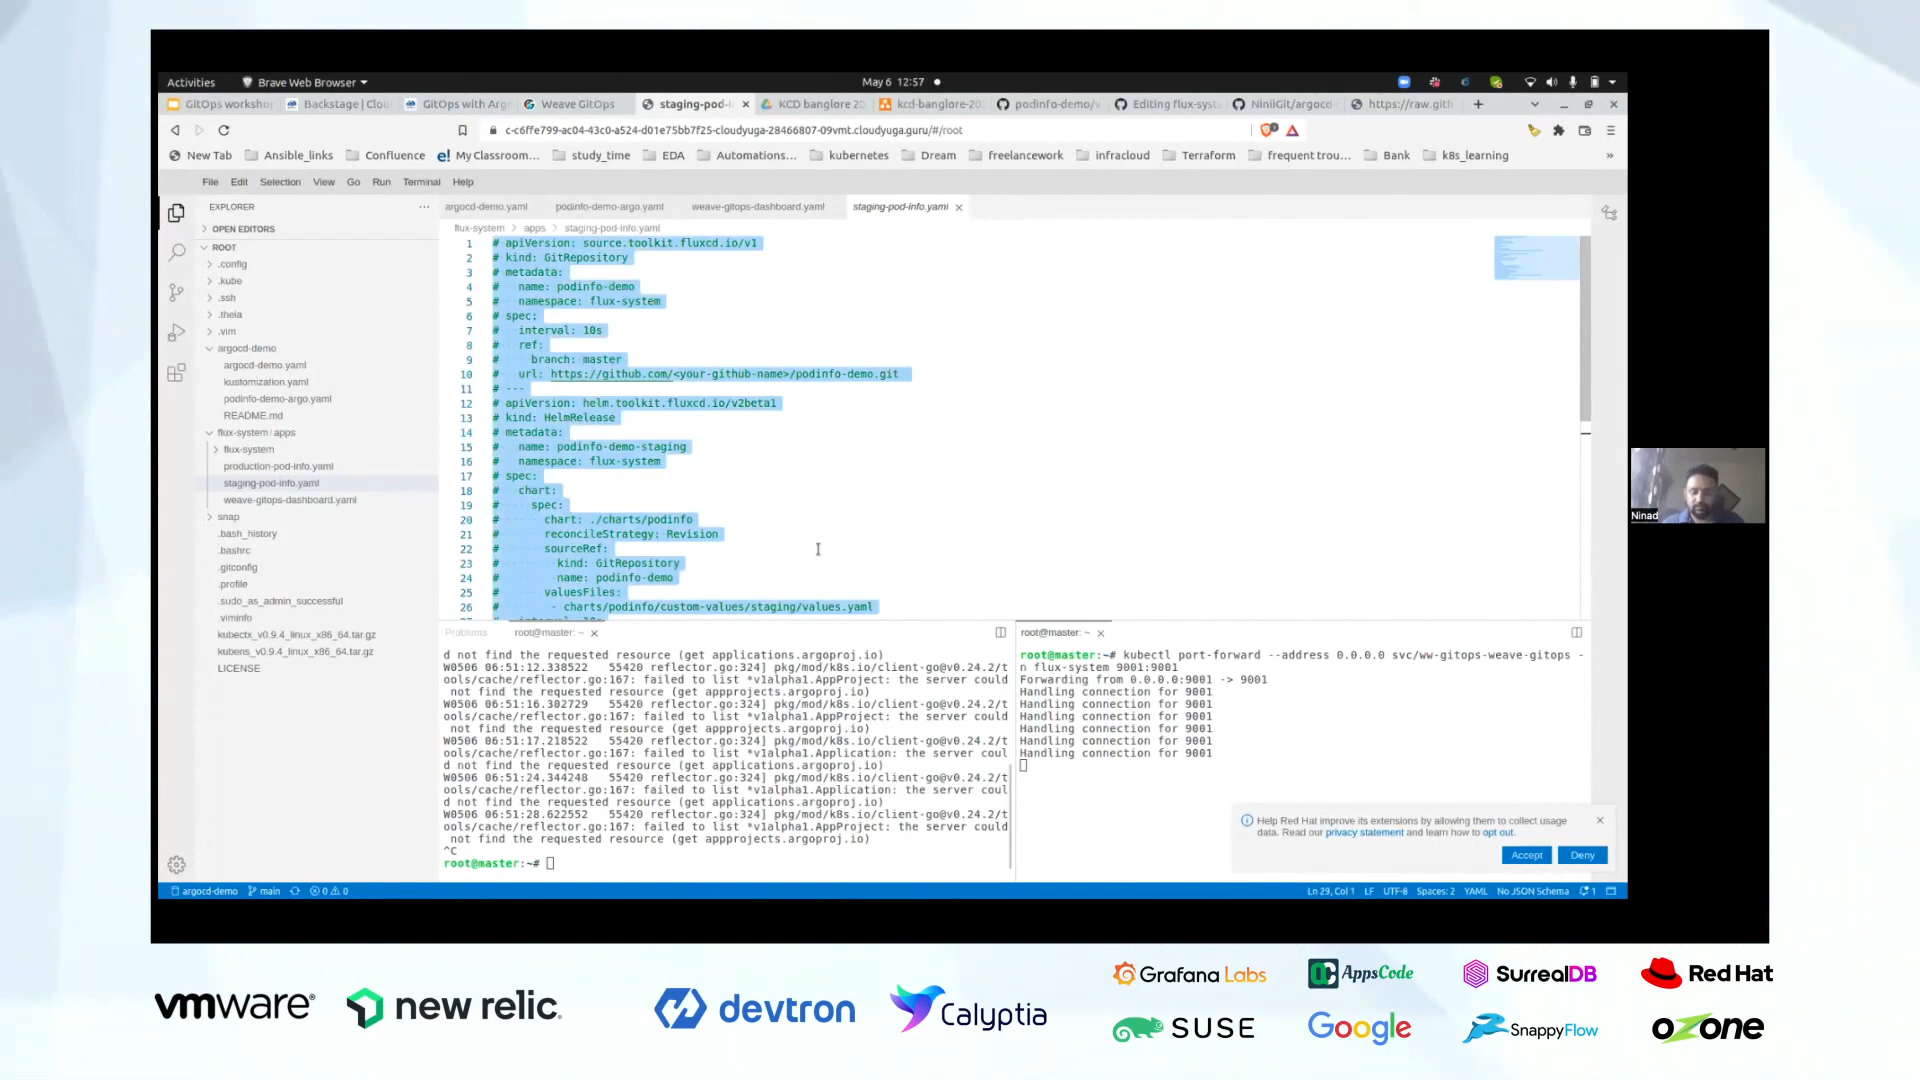 Activities
Brave Web Browser
May 6 12:57
GitOps workshop
Backstage | Clou
GitOps with Argo
Weave GitOps
staging-pod-i
KCD banglore 20
kcd-banglore-20
podinfo-demo/v
Editing flux-syst
NiniiGit/argocd-
https://raw.gith
c-c6ffe799-ac04-43c0-a524-d01e75bb7f25-cloudyuga-28466807-09vmt.cloudyuga.guru/#/root
New Tab
Ansible_links
Confluence
My Classroom...
study_time
EDA
Automations...
kubernetes
Dream
freelancework
infracloud
Terraform
frequent trou...
Bank
k8s_learning
File Edit Selection View Go Run Terminal Help
EXPLORER
OPEN EDITORS
ROOT
.config
.kube
.ssh
.theia
.vim
argocd-demo
argocd-demo.yaml
kustomization.yaml
podinfo-demo-argo.yaml
README.md
flux-system / apps
flux-system
production-pod-info.yaml
staging-pod-info.yaml
weave-gitops-dashboard.yaml
snap
.bash_history
.bashrc
.gitconfig
.profile
.sudo_as_admin_successful
.viminfo
kubectx_v0.9.4_linux_x86_64.tar.gz
kubens_v0.9.4_linux_x86_64.tar.gz
LICENSE
argocd-demo.yaml
podinfo-demo-argo.yaml
weave-gitops-dashboard.yaml
staging-pod-info.yaml
flux-system > apps > staging-pod-info.yaml
1 # apiVersion: source.toolkit.fluxcd.io/v1
2 # kind: GitRepository
3 # metadata:
4 #   name: podinfo-demo
5 #   namespace: flux-system
6 # spec:
7 #   interval: 10s
8 #   ref:
9 #     branch: master
10 #   url: https://github.com/<your-github-name>/podinfo-demo.git
11 # ---
12 # apiVersion: helm.toolkit.fluxcd.io/v2beta1
13 # kind: HelmRelease
14 # metadata:
15 #   name: podinfo-demo-staging
16 #   namespace: flux-system
17 # spec:
18 #   chart:
19 #     spec:
20 #       chart: ./charts/podinfo
21 #       reconcileStrategy: Revision
22 #       sourceRef:
23 #         kind: GitRepository
24 #         name: podinfo-demo
25 #       valuesFiles:
26 #         - charts/podinfo/custom-values/staging/values.yaml
Problems
root@master: ~
d not find the requested resource (get applications.argoproj.io)
W0506 06:51:12.338522   55420 reflector.go:324] pkg/mod/k8s.io/client-go@v0.24.2/t
ools/cache/reflector.go:167: failed to list *v1alpha1.AppProject: the server could
not find the requested resource (get appprojects.argoproj.io)
W0506 06:51:16.302729   55420 reflector.go:324] pkg/mod/k8s.io/client-go@v0.24.2/t
ools/cache/reflector.go:167: failed to list *v1alpha1.AppProject: the server could
not find the requested resource (get appprojects.argoproj.io)
W0506 06:51:17.218522   55420 reflector.go:324] pkg/mod/k8s.io/client-go@v0.24.2/t
ools/cache/reflector.go:167: failed to list *v1alpha1.Application: the server coul
d not find the requested resource (get applications.argoproj.io)
W0506 06:51:24.344248   55420 reflector.go:324] pkg/mod/k8s.io/client-go@v0.24.2/t
ools/cache/reflector.go:167: failed to list *v1alpha1.Application: the server coul
d not find the requested resource (get applications.argoproj.io)
W0506 06:51:28.622552   55420 reflector.go:324] pkg/mod/k8s.io/client-go@v0.24.2/t
ools/cache/reflector.go:167: failed to list *v1alpha1.AppProject: the server could
not find the requested resource (get appprojects.argoproj.io)
^C
root@master:~#
root@master: ~
root@master:~# kubectl port-forward --address 0.0.0.0 svc/ww-gitops-weave-gitops -
n flux-system 9001:9001
Forwarding from 0.0.0.0:9001 -> 9001
Handling connection for 9001
Handling connection for 9001
Handling connection for 9001
Handling connection for 9001
Handling connection for 9001
Handling connection for 9001
Help Red Hat improve its extensions by allowing them to collect usage
data. Read our privacy statement and learn how to opt out.
Accept
Deny
argocd-demo
main
0 0
Ln 29, Col 1
LF
UTF-8
Spaces: 2
YAML
No JSON Schema
1
Ninad
vmware
new relic.
devtron
Calyptia
Grafana Labs
AppsCode
SurrealDB
Red Hat
SUSE
Google
SnappyFlow
ozone